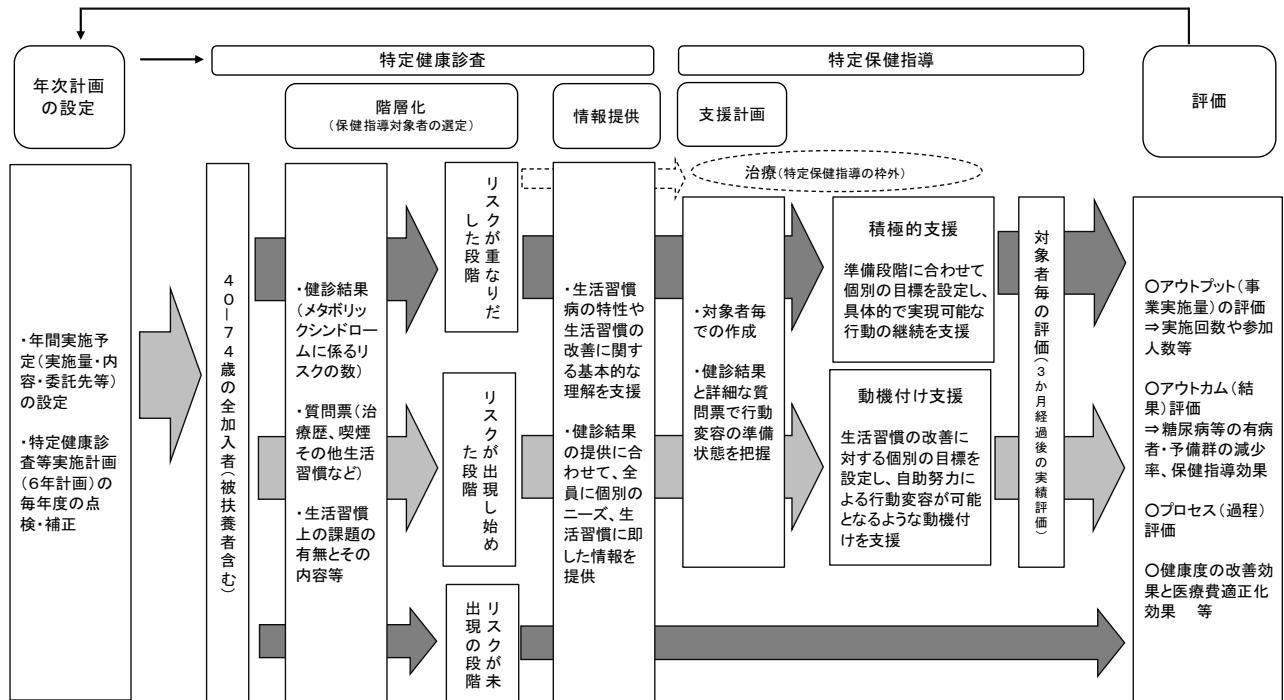 年次計画
の設定
特定健康診査
特定保健指導
評価
階層化
(保健指導対象者の選定)
情報提供
支援計画
・年間実施予
定(実施量・内
容・委託先等)
の設定
・特定健康診
査等実施計画
(6年計画)の
毎年度の点
検・補正
40-74歳の全加入者(被扶養者含む)
・健診結果
(メタボリッ
クシンドロー
ムに係るリ
スクの数)
・質問票(治
療歴、喫煙
その他生活
習慣など)
・生活習慣
上の課題の
有無とその
内容等
リスクが重なりだ
した段階
リスクが出現し始め
た段階
リスクが未
出現の段階
・生活習慣
病の特性や
生活習慣の
改善に関す
る基本的な
理解を支援
・健診結果
の提供に合
わせて、全
員に個別の
ニーズ、生
活習慣に即
した情報を
提供
治療(特定保健指導の枠外)
・対象者毎
での作成
・健診結果
と詳細な質
問票で行動
変容の準備
状態を把握
積極的支援
準備段階に合わせて
個別の目標を設定し、
具体的で実現可能な
行動の継続を支援
動機付け支援
生活習慣の改善に
対する個別の目標を
設定し、自助努力に
よる行動変容が可能
となるような動機付
けを支援
対象者毎の評価(3か月経過後の実績評価)
○アウトプット(事
業実施量)の評価
⇒実施回数や参加
人数等
○アウトカム(結
果)評価
⇒糖尿病等の有病
者・予備群の減少
率、保健指導効果
○プロセス(過程)
評価
○健康度の改善効
果と医療費適正化
効果 等